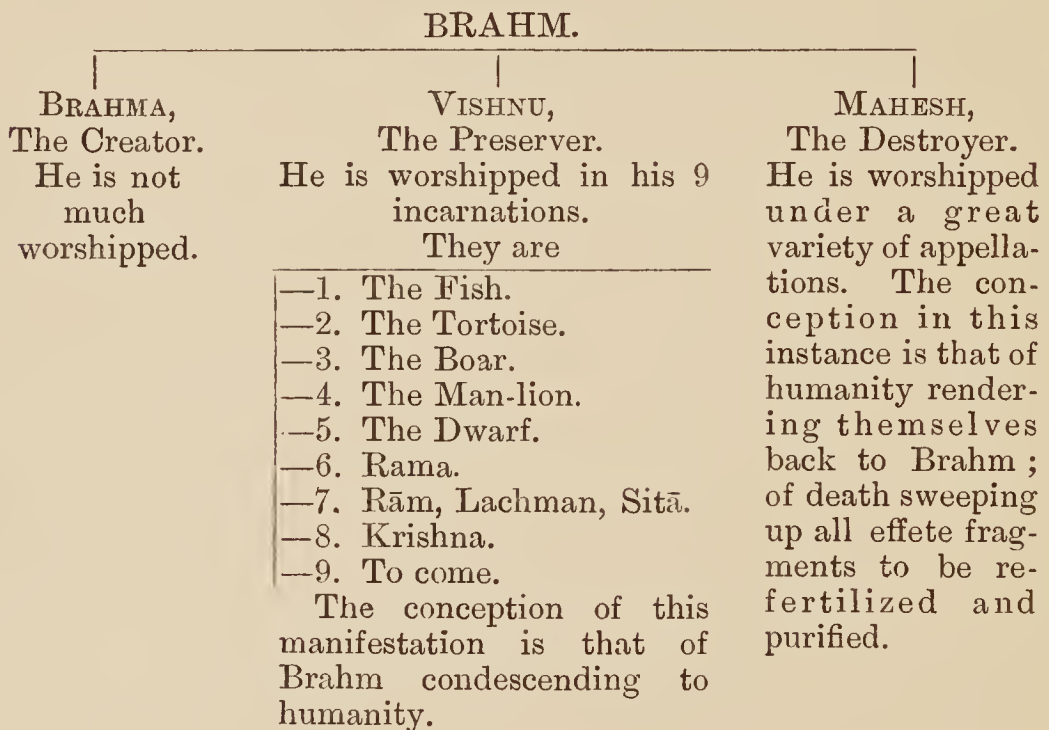 BRAHM.
BRAHMA,
The Creator.
He is not
much
worshipped.
VISHNU,
The Preserver.
He is worshipped in his 9
incarnations.
They are
—1. The Fish.
—2. The Tortoise.
—3. The Boar.
—4. The Man-lion.
—5. The Dwarf.
—6. Rama.
—7. Rām, Lachman, Sitā.
—8. Krishna.
—9. To come.
The conception of this
manifestation is that of
Brahm condescending to
humanity.
MAHESH,
The Destroyer.
He is worshipped
under a great
variety of appella-
tions. The con-
ception in this
instance is that of
humanity render-
ing themselves
back to Brahm ;
of death sweeping
up all effete frag-
ments to be re-
fertilized and
purified.